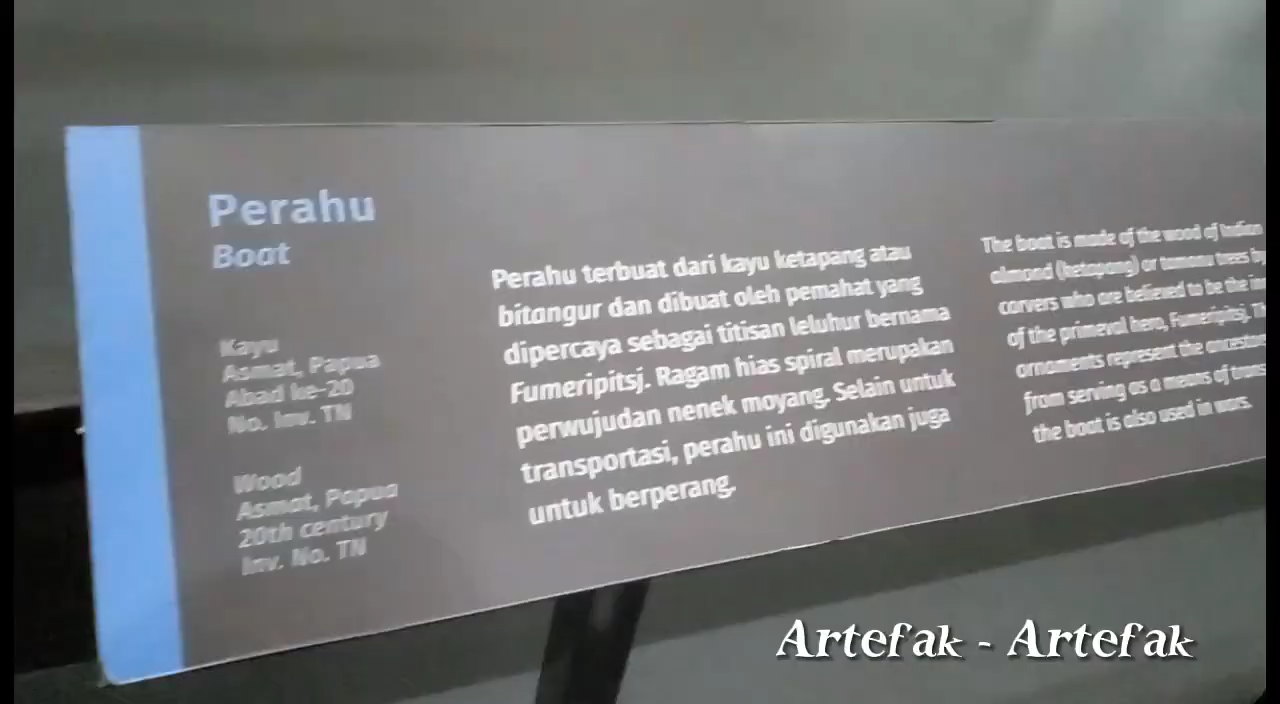 Perahu
Boat
Kayu
Asmat, Papua
Abad ke-20
No. Inv. TN
Wood
Asmat, Papua
20th century
Inv. No. TN
Perahu terbuat dari kayu ketapang atau
bitangur dan dibuat oleh pemahat yang
dipercaya sebagai titisan leluhur bernama
Fumeripitsj. Ragam hias spiral merupakan
perwujudan nenek moyang. Selain untuk
transportasi, perahu ini digunakan juga
untuk berperang.
The boat is made of the wood of Indian
almond (ketapang) or trees
carvers who are believed to be the
of the primeval hero, Fumeripitsj.
ornaments represent the
from serving as a means of
the boat is also used in wars.
Artefak - Artefak